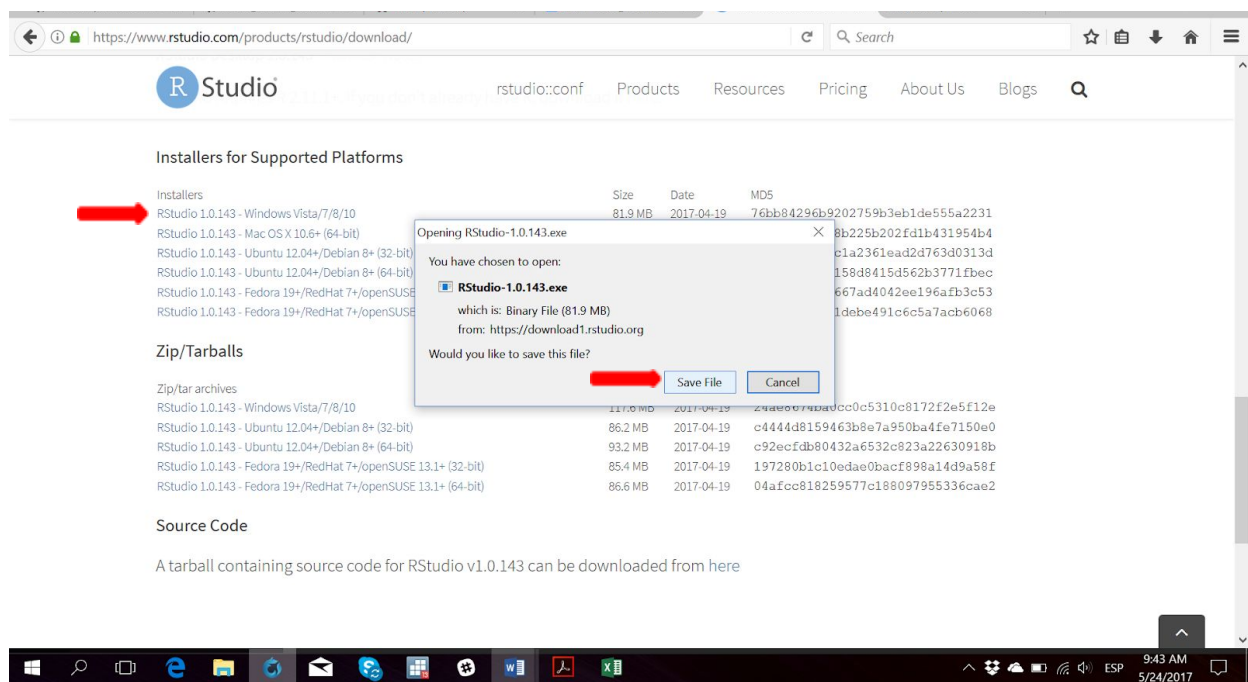 https://www.rstudio.com/products/rstudio/download/
Search
R Studio
rstudio::conf Products Resources Pricing About Us Blogs
Installers for Supported Platforms
Installers Size Date MD5
RStudio 1.0.143 - Windows Vista/7/8/10 81.9 MB 2017-04-19 76bb84296b9202759b3eb1de555a2231
RStudio 1.0.143 - Mac OS X 10.6+ (64-bit) 8b225b202fd1b431954b4
RStudio 1.0.143 - Ubuntu 12.04+/Debian 8+ (32-bit) c1a2361ead2d763d0313d
RStudio 1.0.143 - Ubuntu 12.04+/Debian 8+ (64-bit) 158d8415d562b3771fbec
RStudio 1.0.143 - Fedora 19+/RedHat 7+/openSUSE 667ad4042ee196afb3c53
RStudio 1.0.143 - Fedora 19+/RedHat 7+/openSUSE 1debe491c6c5a7acb6068
Opening RStudio-1.0.143.exe
You have chosen to open:
RStudio-1.0.143.exe
which is: Binary File (81.9 MB)
from: https://download1.rstudio.org
Would you like to save this file?
Save File Cancel
Zip/Tarballs
Zip/tar archives
RStudio 1.0.143 - Windows Vista/7/8/10 117.6 MB 2017-04-19 24ae8674ba0cc0c5310c8172f2e5f12e
RStudio 1.0.143 - Ubuntu 12.04+/Debian 8+ (32-bit) 86.2 MB 2017-04-19 c4444d8159463b8e7a950ba4fe7150e0
RStudio 1.0.143 - Ubuntu 12.04+/Debian 8+ (64-bit) 93.2 MB 2017-04-19 c92ecfdb80432a6532c823a22630918b
RStudio 1.0.143 - Fedora 19+/RedHat 7+/openSUSE 13.1+ (32-bit) 85.4 MB 2017-04-19 197280b1c10edae0bacf898a14d9a58f
RStudio 1.0.143 - Fedora 19+/RedHat 7+/openSUSE 13.1+ (64-bit) 86.6 MB 2017-04-19 04afcc818259577c188097955336cae2
Source Code
A tarball containing source code for RStudio v1.0.143 can be downloaded from here
ESP
9:43 AM
5/24/2017